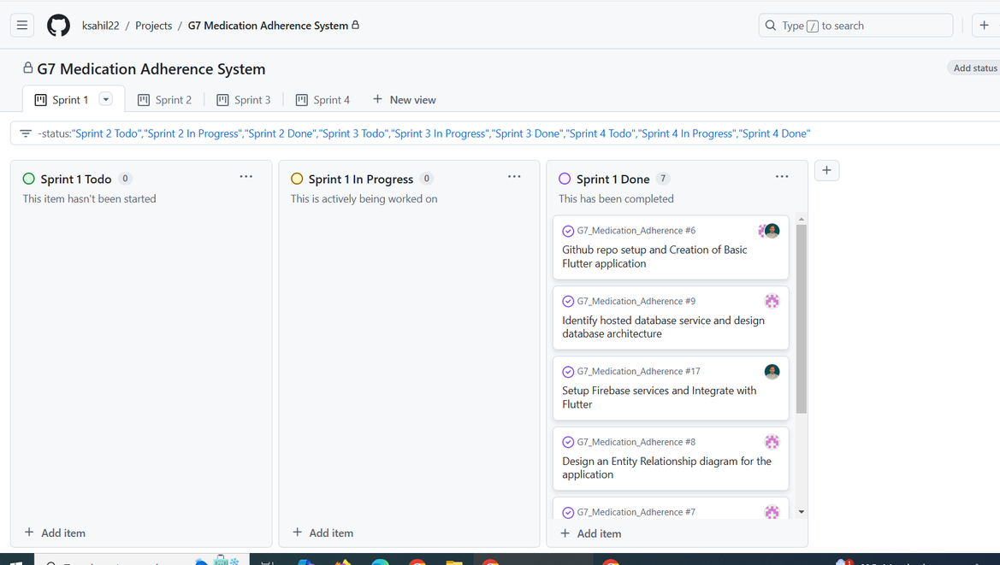 ksahil22 / Projects / G7 Medication Adherence System
Type / to search
G7 Medication Adherence System
Add status
Sprint 1
Sprint 2
Sprint 3
Sprint 4
New view
-status:"Sprint 2 Todo","Sprint 2 In Progress","Sprint 2 Done","Sprint 3 Todo","Sprint 3 In Progress","Sprint 3 Done","Sprint 4 Todo","Sprint 4 In Progress","Sprint 4 Done"
Sprint 1 Todo 0
This item hasn't been started
Add item
Sprint 1 In Progress 0
This is actively being worked on
Add item
Sprint 1 Done 7
This has been completed
G7_Medication_Adherence #6
Github repo setup and Creation of Basic
Flutter application
G7_Medication_Adherence #9
Identify hosted database service and design
database architecture
G7_Medication_Adherence #17
Setup Firebase services and Integrate with
Flutter
G7_Medication_Adherence #8
Design an Entity Relationship diagram for the
application
G7_Medication_Adherence #7
Add item